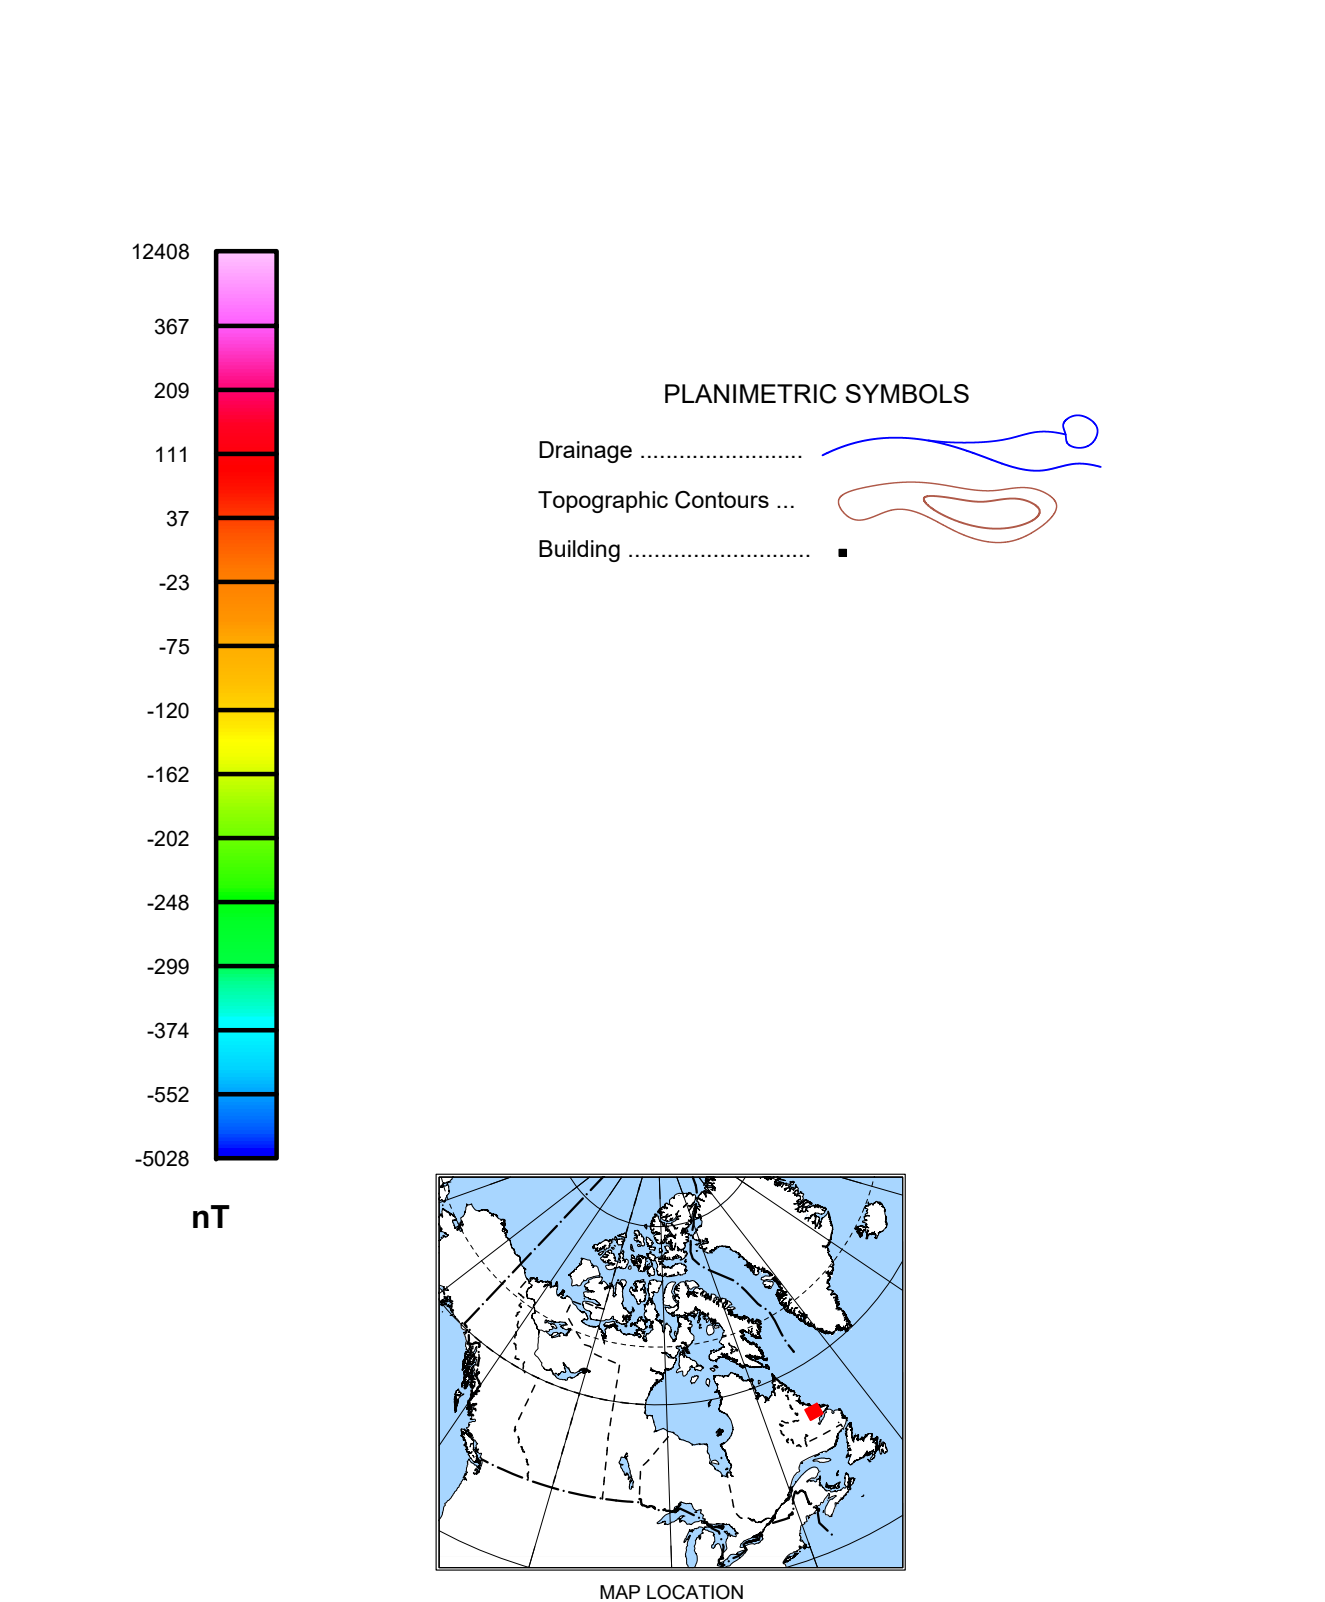 12408
367
209
111
37
-23
-75
-120
-162
-202
-248
-299
-374
-552
-5028
nT
PLANIMETRIC SYMBOLS
Drainage .........................
Topographic Contours ...
Building ............................
MAP LOCATION